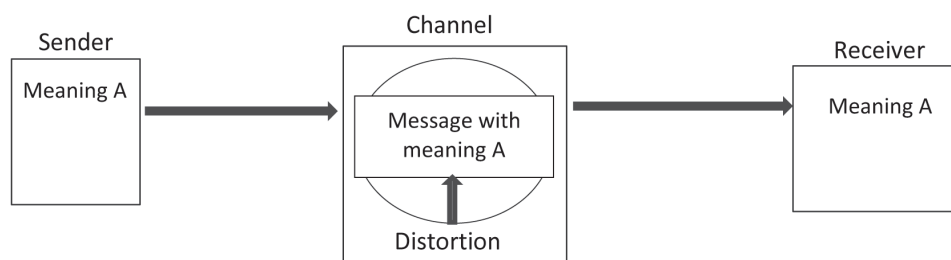 Sender
Meaning A
Channel
Message with
meaning A
Distortion
Receiver
Meaning A